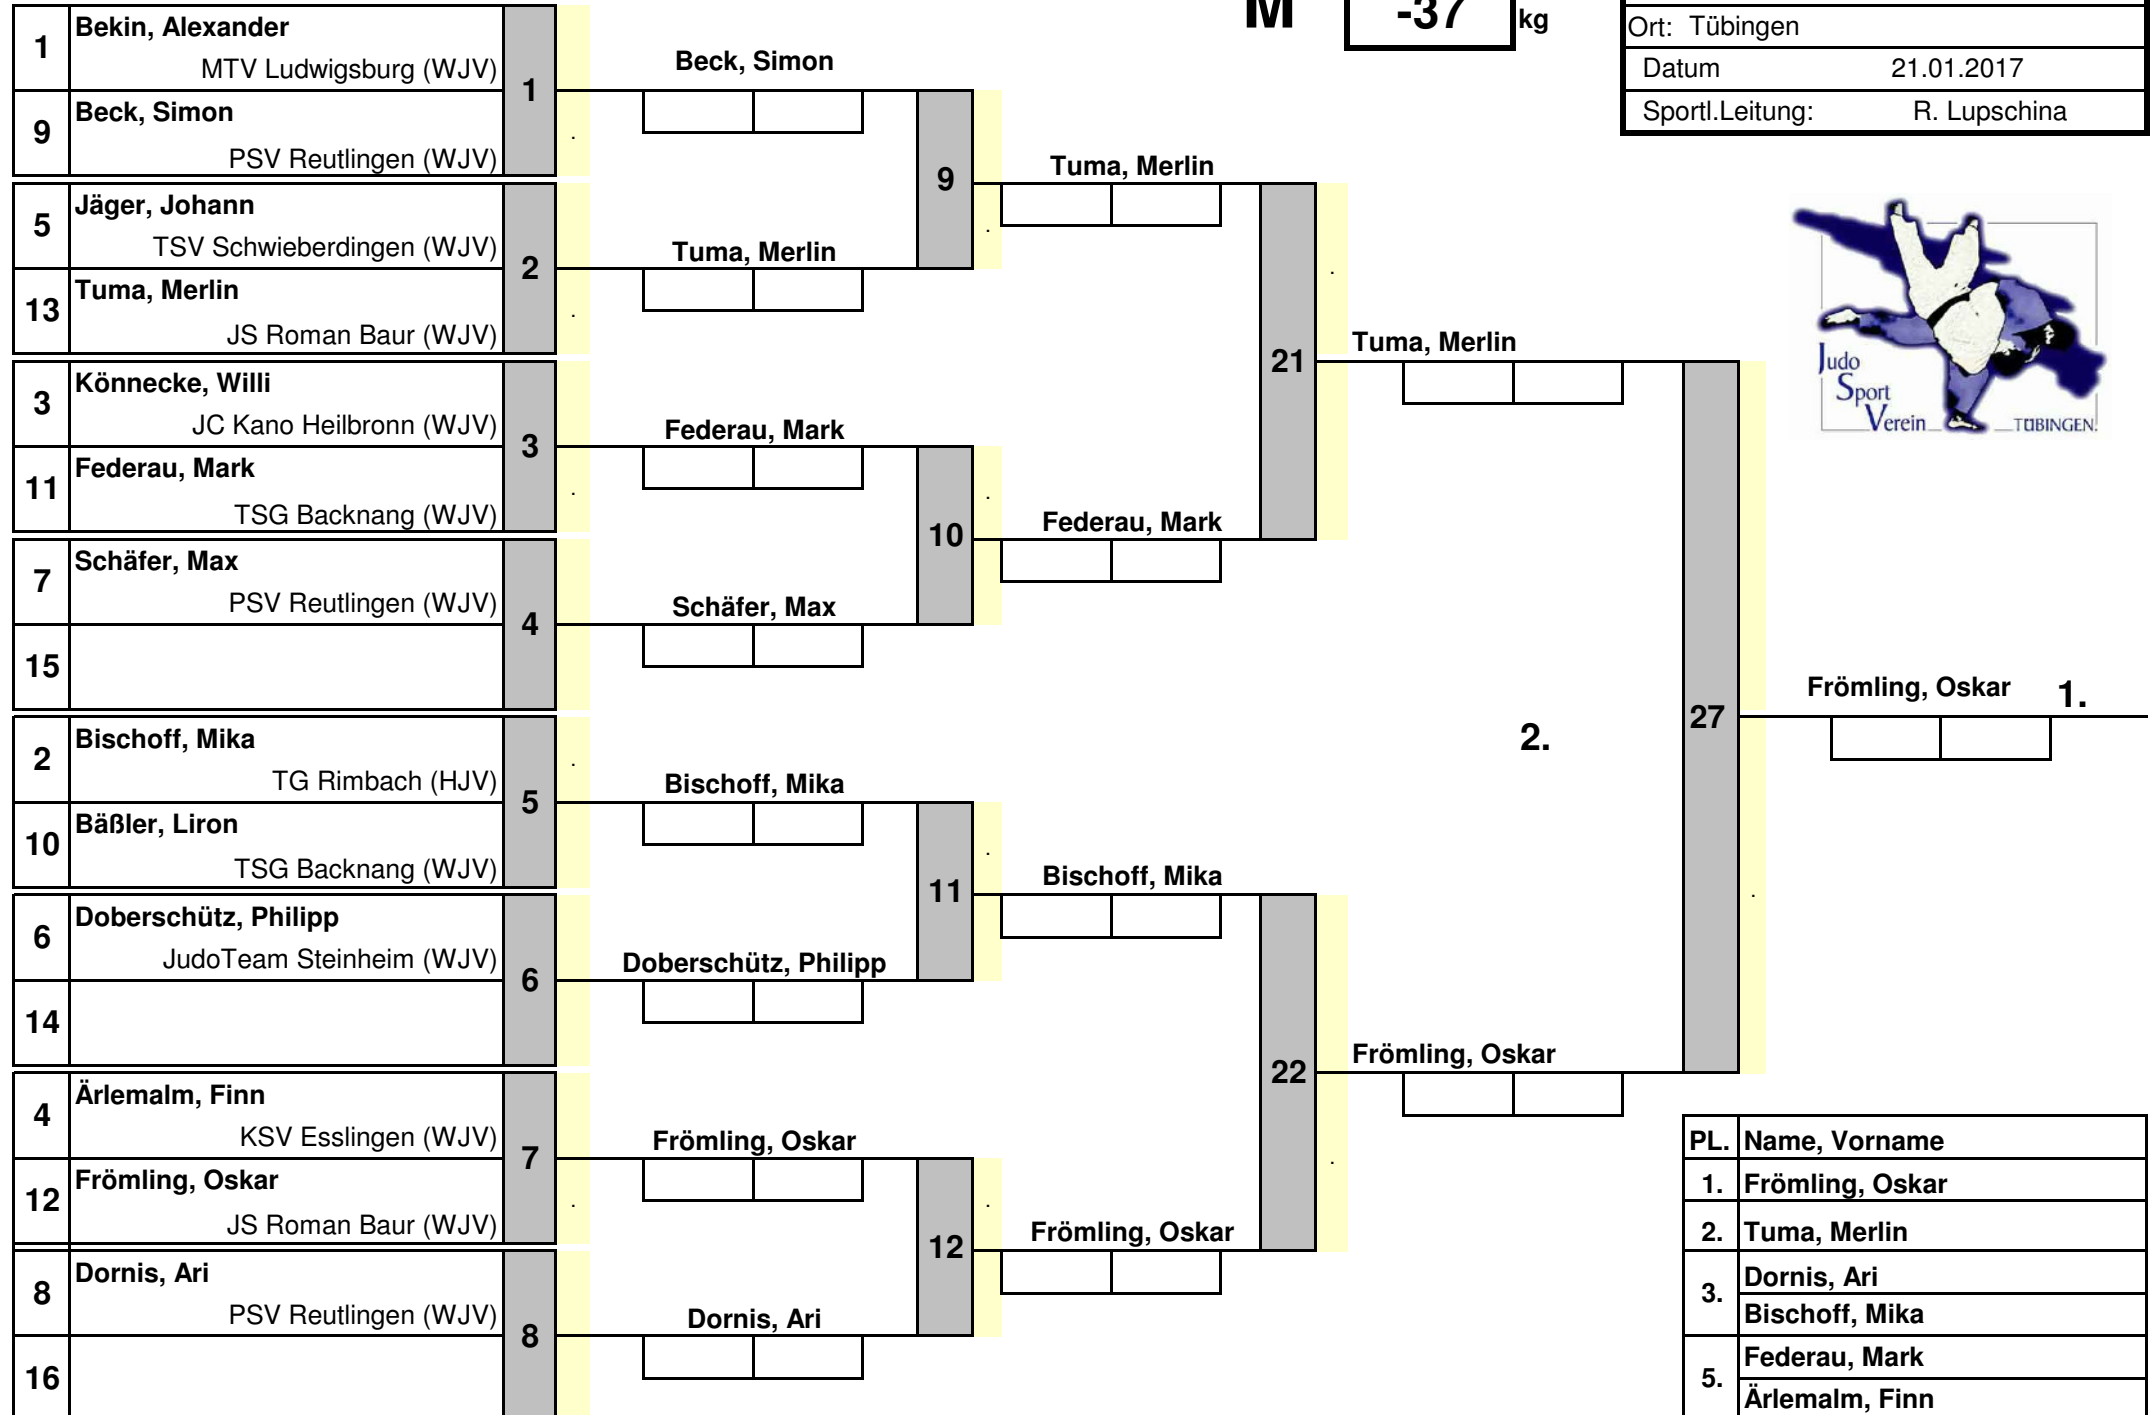 M -37 kg
Ort: Tübingen
Datum 21.01.2017
Sportl.Leitung: R. Lupschina
Judo
Sport
Verein TÜBINGEN
1 Bekin, Alexander
MTV Ludwigsburg (WJV)
9 Beck, Simon
PSV Reutlingen (WJV)
1
5 Jäger, Johann
TSV Schwieberdingen (WJV)
13 Tuma, Merlin
JS Roman Baur (WJV)
2
3 Könnecke, Willi
JC Kano Heilbronn (WJV)
11 Federau, Mark
TSG Backnang (WJV)
3
7 Schäfer, Max
PSV Reutlingen (WJV)
15
4
2 Bischoff, Mika
TG Rimbach (HJV)
10 Bäßler, Liron
TSG Backnang (WJV)
5
6 Doberschütz, Philipp
JudoTeam Steinheim (WJV)
14
6
4 Ärlemalm, Finn
KSV Esslingen (WJV)
12 Frömling, Oskar
JS Roman Baur (WJV)
7
8 Dornis, Ari
PSV Reutlingen (WJV)
16
8
Beck, Simon
Tuma, Merlin
9
Federau, Mark
Schäfer, Max
10
Bischoff, Mika
Doberschütz, Philipp
11
Frömling, Oskar
Dornis, Ari
12
Tuma, Merlin
Federau, Mark
21
Bischoff, Mika
Frömling, Oskar
22
Tuma, Merlin
2.
Frömling, Oskar
27
Frömling, Oskar 1.
PL. Name, Vorname
1. Frömling, Oskar
2. Tuma, Merlin
3. Dornis, Ari
Bischoff, Mika
5. Federau, Mark
Ärlemalm, Finn